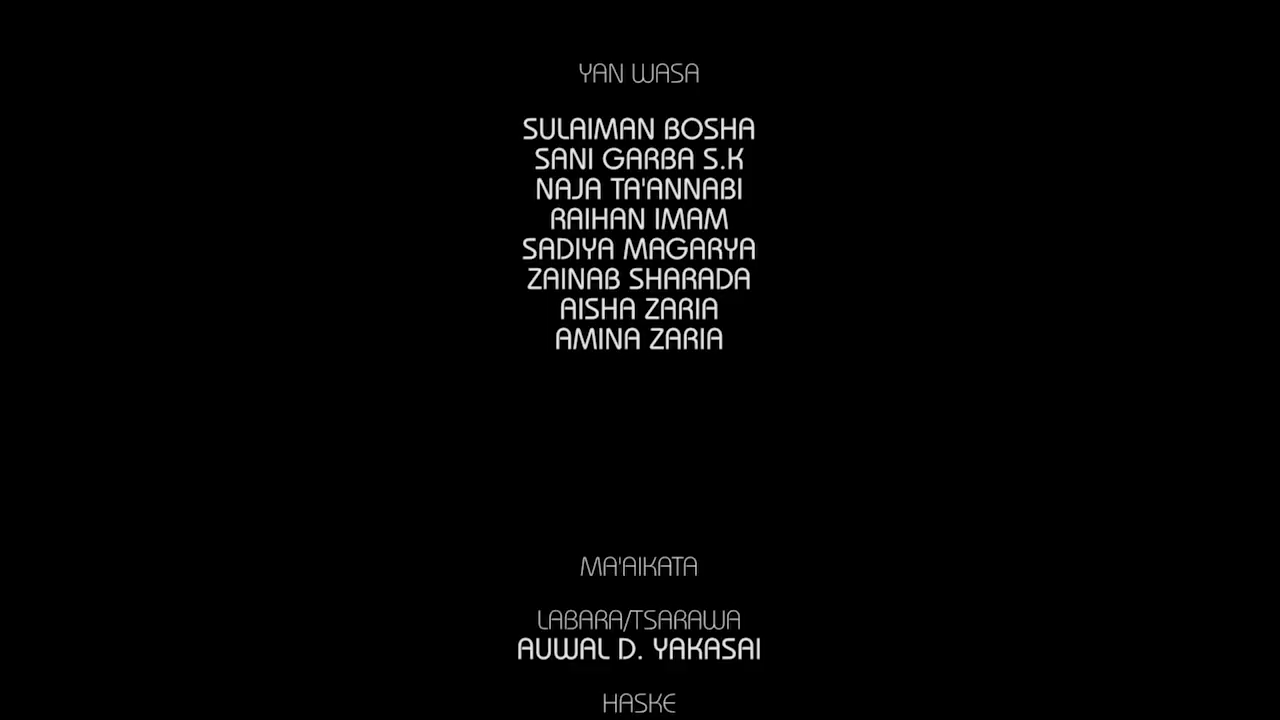 YAN WASA
SULAIMAN BOSHA
SANI GARBA S.K
NAJA TA'ANNABI
RAIHAN IMAM
SADIYA MAGARYA
ZAINAB SHARADA
AISHA ZARIA
AMINA ZARIA
MA'AIKATA
LABARA/TSARAWA
AUWAL D. YAKASAI
HASKE